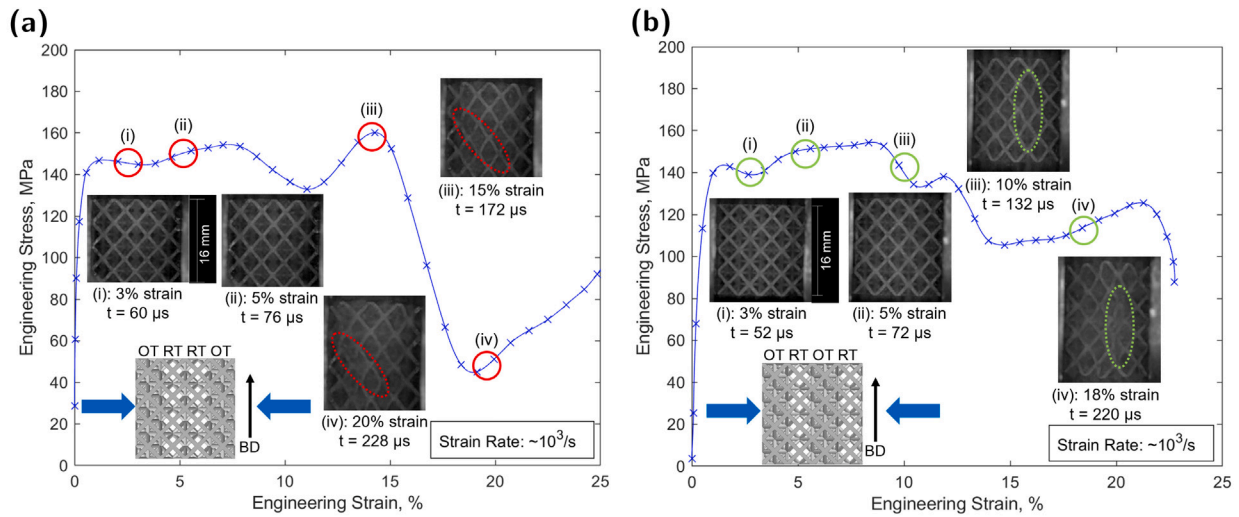 (a)
200
180
160
140
120
100
80
60
40
20
0
Engineering Stress, MPa
0 5 10 15 20 25
Engineering Strain, %
(i)
(ii)
(iii)
(iv)
16 mm
(i): 3% strain
t = 60 µs
(ii): 5% strain
t = 76 µs
(iii): 15% strain
t = 172 µs
(iv): 20% strain
t = 228 µs
OT RT RT OT
BD
Strain Rate: ~10³/s
(b)
200
180
160
140
120
100
80
60
40
20
0
Engineering Stress, MPa
0 5 10 15 20 25
Engineering Strain, %
(i)
(ii)
(iii)
(iv)
16 mm
(i): 3% strain
t = 52 µs
(ii): 5% strain
t = 72 µs
(iii): 10% strain
t = 132 µs
(iv): 18% strain
t = 220 µs
OT RT OT RT
BD
Strain Rate: ~10³/s